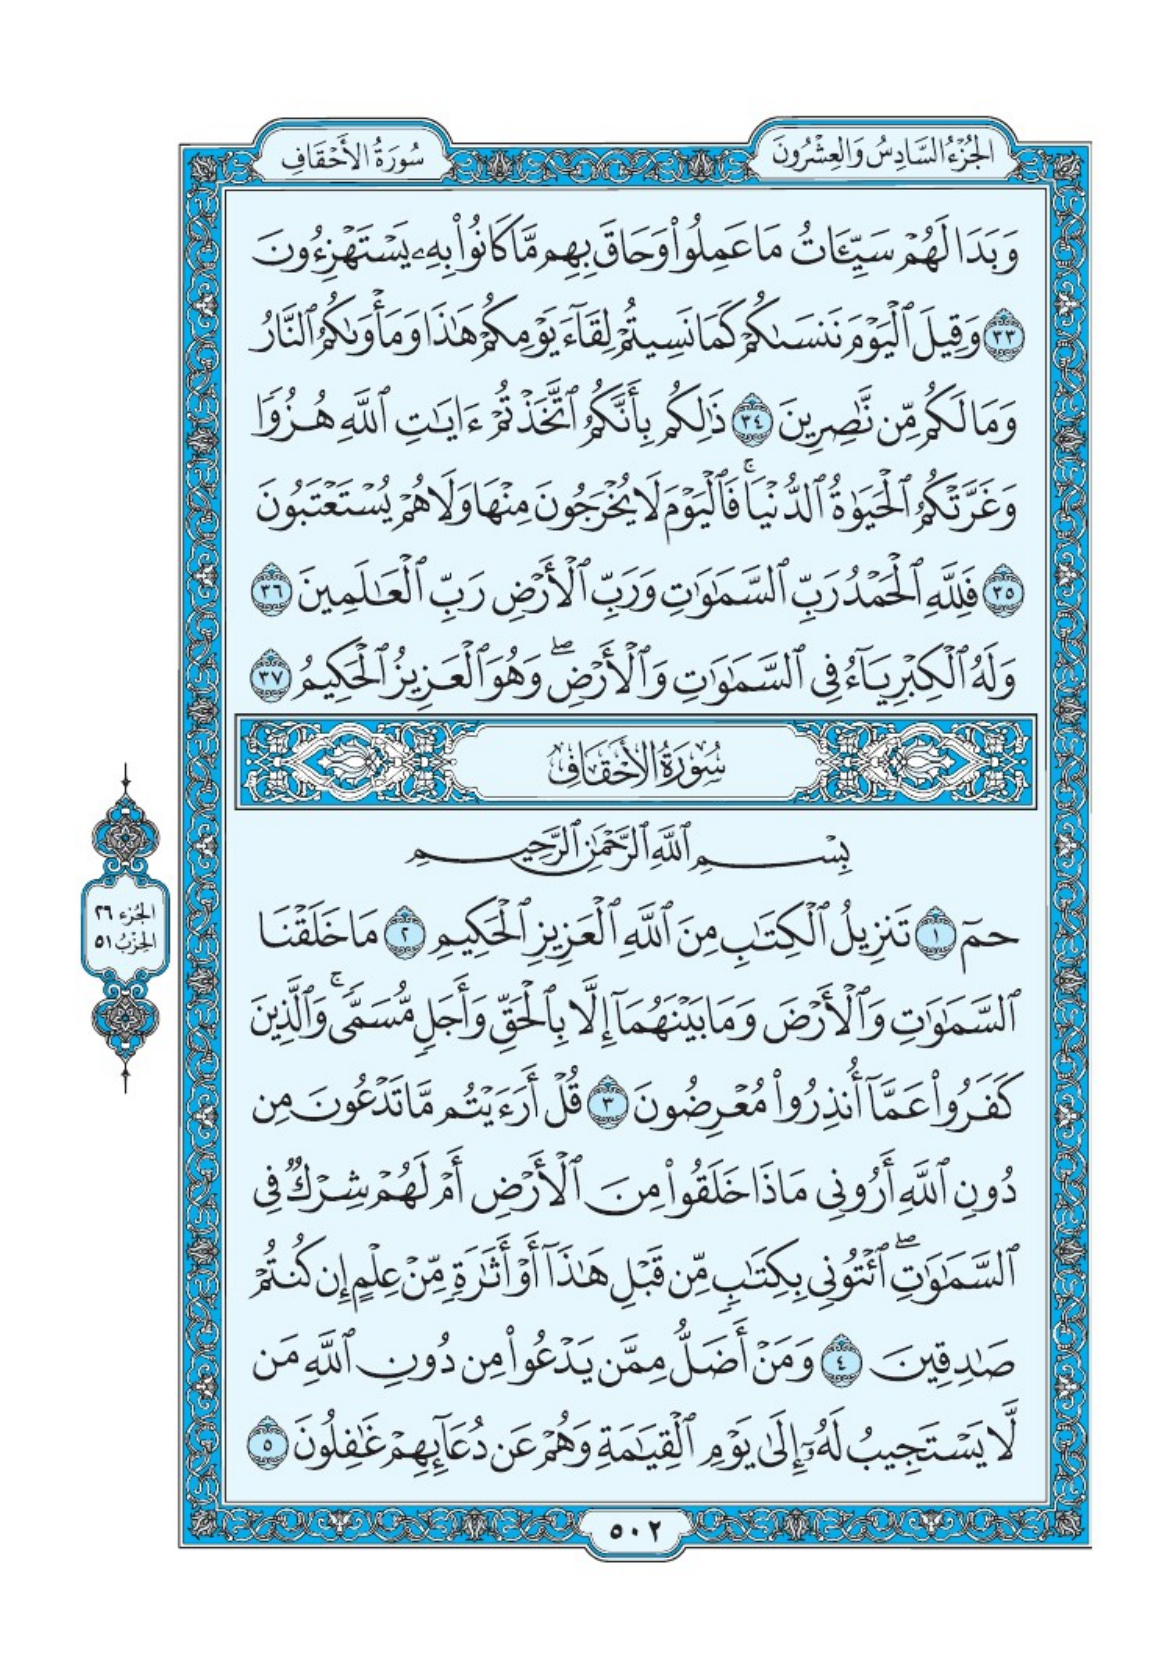 الجُزْءُ السَّادِسُ وَالعِشْرُونَ
سُورَةُ الأَحْقَافِ
وَبَدَا لَهُمْ سَيِّـَٔاتُ مَا عَمِلُوا۟ وَحَاقَ بِهِم مَّا كَانُوا۟ بِهِۦ يَسْتَهْزِءُونَ
٣٣ وَقِيلَ ٱلْيَوْمَ نَنسَىٰكُمْ كَمَا نَسِيتُمْ لِقَآءَ يَوْمِكُمْ هَـٰذَا وَمَأْوَىٰكُمُ ٱلنَّارُ
وَمَا لَكُم مِّن نَّـٰصِرِينَ ٣٤ ذَٰلِكُم بِأَنَّكُمُ ٱتَّخَذْتُمْ ءَايَـٰتِ ٱللَّهِ هُزُوًا
وَغَرَّتْكُمُ ٱلْحَيَوٰةُ ٱلدُّنْيَا ۚ فَٱلْيَوْمَ لَا يُخْرَجُونَ مِنْهَا وَلَا هُمْ يُسْتَعْتَبُونَ
٣٥ فَلِلَّهِ ٱلْحَمْدُ رَبِّ ٱلسَّمَـٰوَٰتِ وَرَبِّ ٱلْأَرْضِ رَبِّ ٱلْعَـٰلَمِينَ ٣٦
وَلَهُ ٱلْكِبْرِيَآءُ فِى ٱلسَّمَـٰوَٰتِ وَٱلْأَرْضِ ۖ وَهُوَ ٱلْعَزِيزُ ٱلْحَكِيمُ ٣٧
سُورَةُ الأَحْقَافِ
بِسْمِ ٱللَّهِ ٱلرَّحْمَـٰنِ ٱلرَّحِيمِ
حمٓ ١ تَنزِيلُ ٱلْكِتَـٰبِ مِنَ ٱللَّهِ ٱلْعَزِيزِ ٱلْحَكِيمِ ٢ مَا خَلَقْنَا
ٱلسَّمَـٰوَٰتِ وَٱلْأَرْضَ وَمَا بَيْنَهُمَآ إِلَّا بِٱلْحَقِّ وَأَجَلٍ مُّسَمًّى ۚ وَٱلَّذِينَ
كَفَرُوا۟ عَمَّآ أُنذِرُوا۟ مُعْرِضُونَ ٣ قُلْ أَرَءَيْتُم مَّا تَدْعُونَ مِن
دُونِ ٱللَّهِ أَرُونِى مَاذَا خَلَقُوا۟ مِنَ ٱلْأَرْضِ أَمْ لَهُمْ شِرْكٌ فِى
ٱلسَّمَـٰوَٰتِ ۖ ٱئْتُونِى بِكِتَـٰبٍ مِّن قَبْلِ هَـٰذَآ أَوْ أَثَـٰرَةٍ مِّنْ عِلْمٍ إِن كُنتُمْ
صَـٰدِقِينَ ٤ وَمَنْ أَضَلُّ مِمَّن يَدْعُوا۟ مِن دُونِ ٱللَّهِ مَن
لَّا يَسْتَجِيبُ لَهُۥٓ إِلَىٰ يَوْمِ ٱلْقِيَـٰمَةِ وَهُمْ عَن دُعَآئِهِمْ غَـٰفِلُونَ ٥
الجُزء ٢٦
الحِزْبُ ٥١
٥٠٢